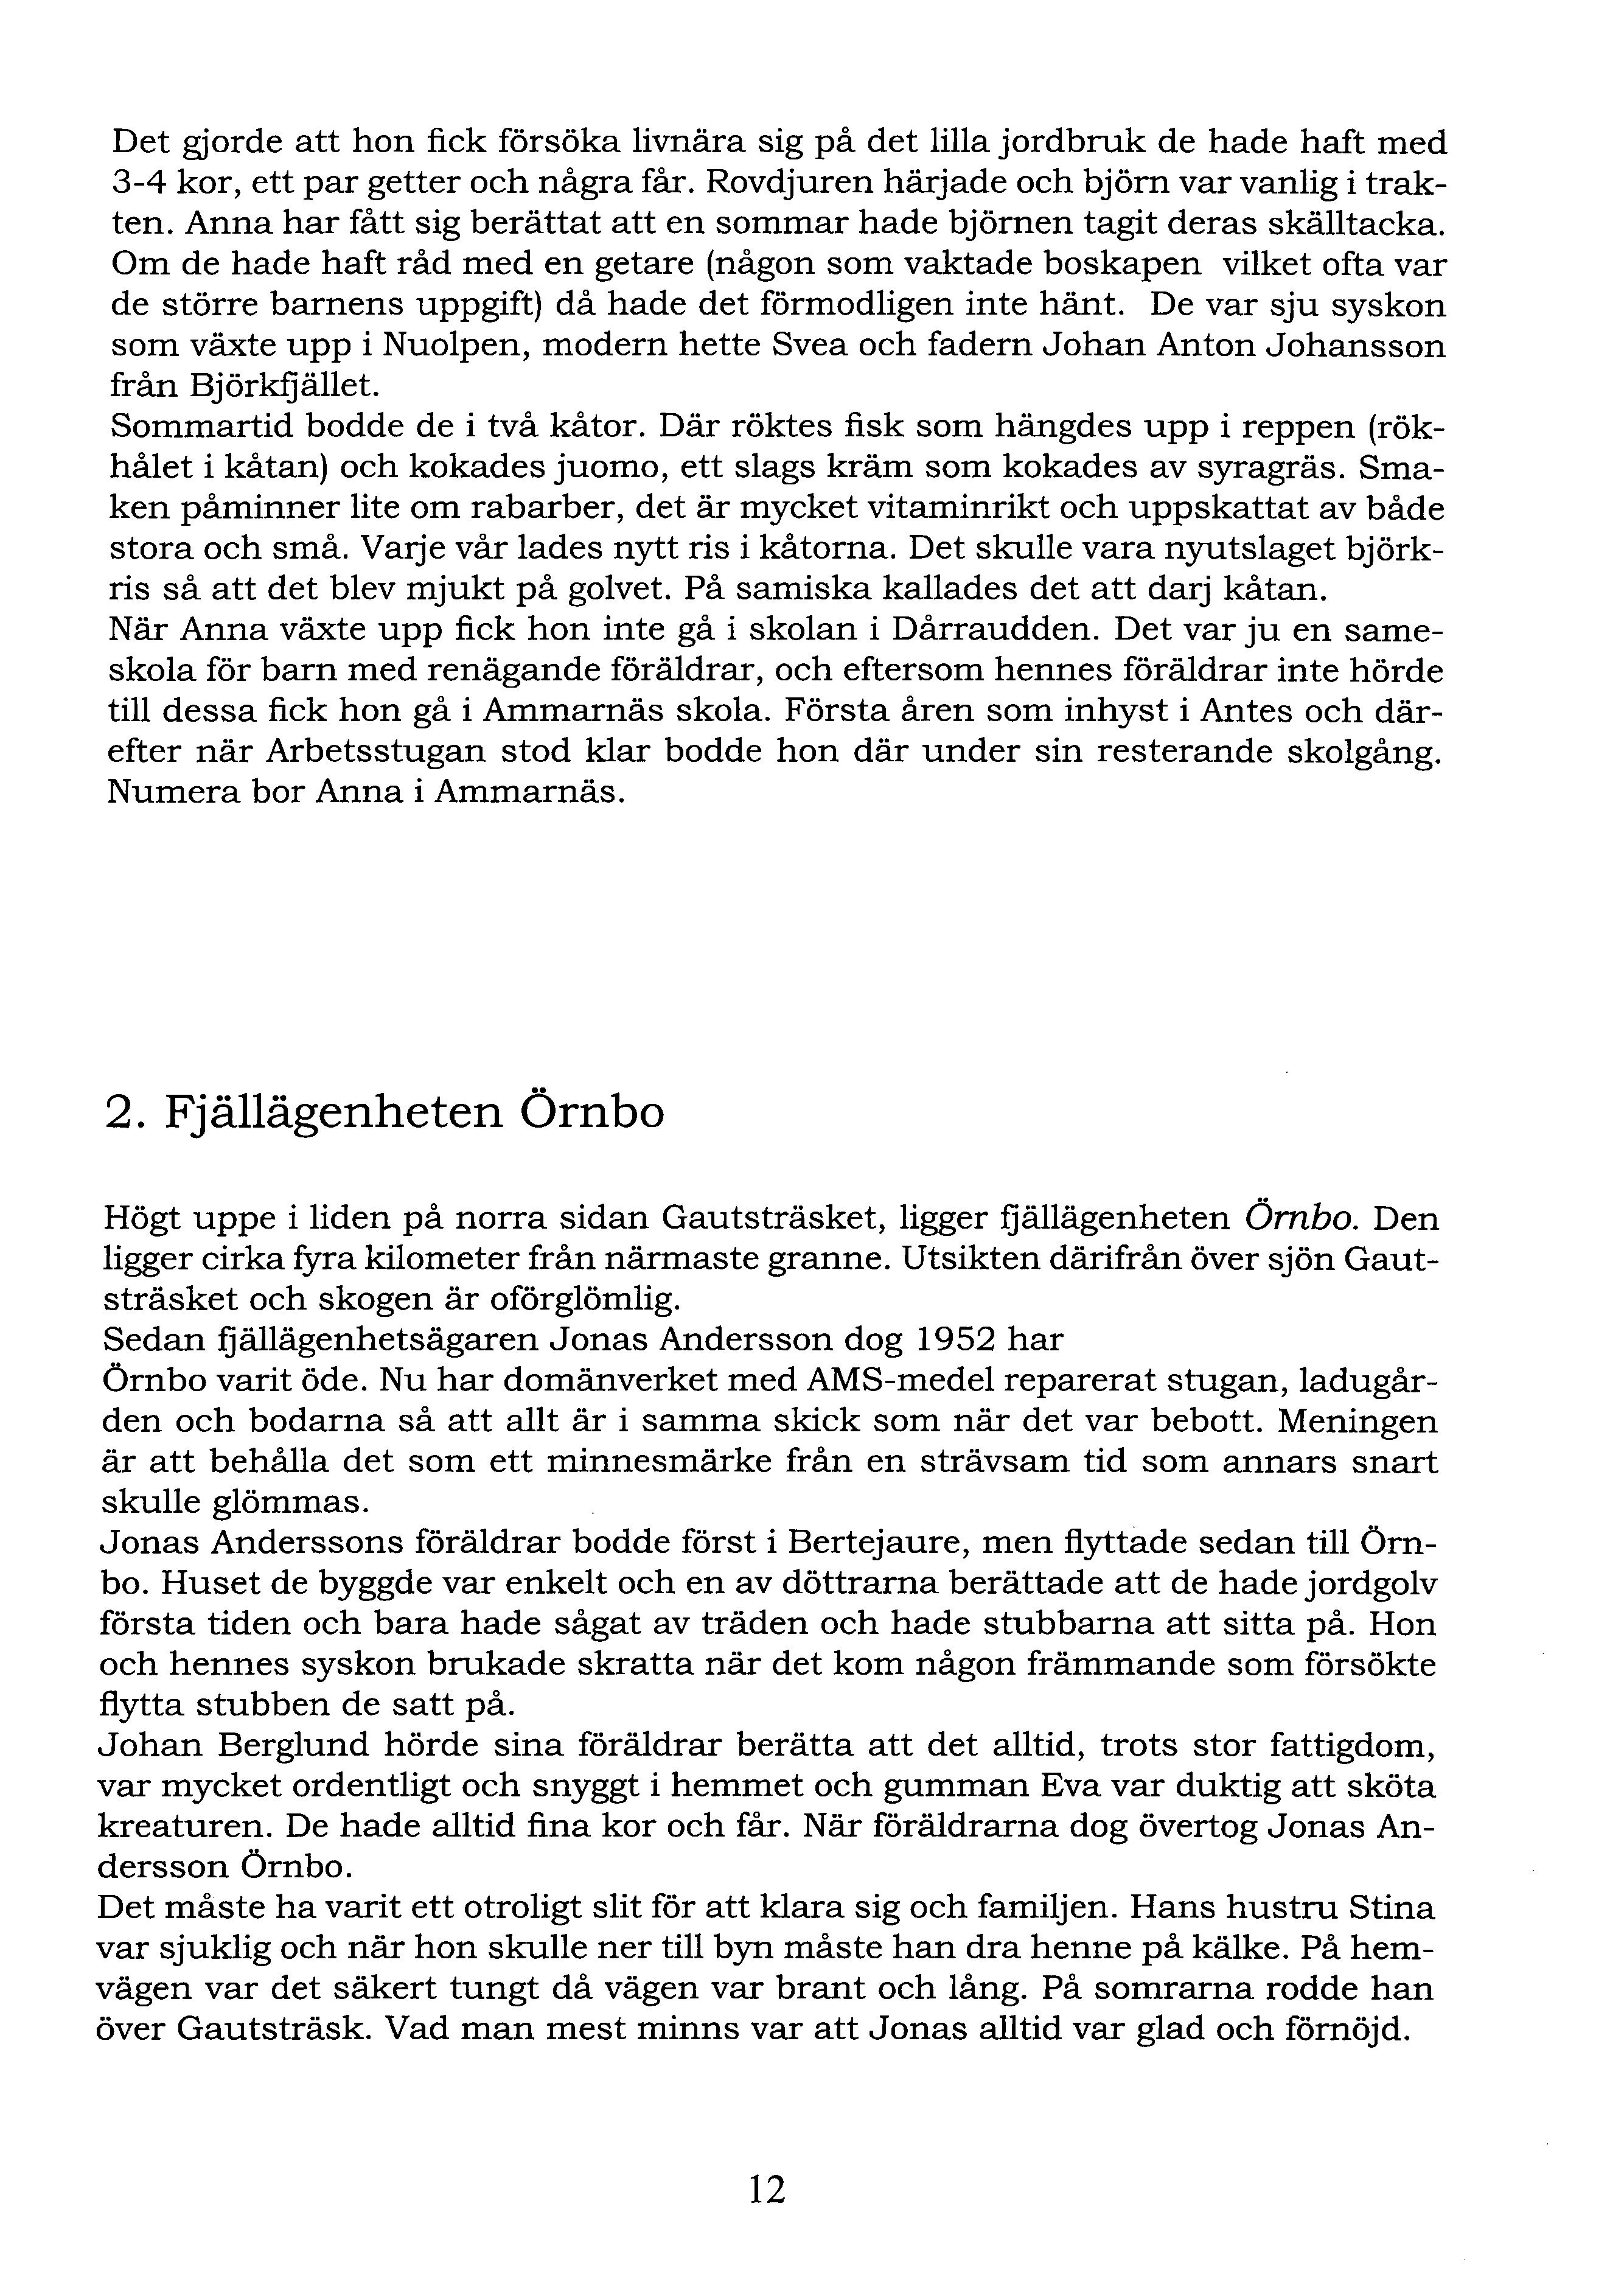 Det gjorde att hon fick försöka livnära sig på det lilla jordbruk de hade haft med
3-4 kor, ett par getter och några får. Rovdjuren härjade och björn var vanlig i trak-
ten. Anna har fått sig berättat att en sommar hade björnen tagit deras skälltacka.
Om de hade haft råd med en getare (någon som vaktade boskapen vilket ofta var
de större barnens uppgift) då hade det förmodligen inte hänt. De var sju syskon
som växte upp i Nuolpen, modern hette Svea och fadern Johan Anton Johansson
från Björkfjället.
Sommartid bodde de i två kåtor. Där röktes fisk som hängdes upp i reppen (rök-
hålet i kåtan) och kokades juomo, ett slags kräm som kokades av syragräs. Sma-
ken påminner lite om rabarber, det är mycket vitaminrikt och uppskattat av både
stora och små. Varje vår lades nytt ris i kåtorna. Det skulle vara nyutslaget björk-
ris så att det blev mjukt på golvet. På samiska kallades det att darj kåtan.
När Anna växte upp fick hon inte gå i skolan i Dårraudden. Det var ju en same-
skola för barn med renägande föräldrar, och eftersom hennes föräldrar inte hörde
till dessa fick hon gå i Ammarnäs skola. Första åren som inhyst i Antes och där-
efter när Arbetsstugan stod klar bodde hon där under sin resterande skolgång.
Numera bor Anna i Ammarnäs.
2. Fjällägenheten Örnbo
Högt uppe i liden på norra sidan Gautsträsket, ligger fjällägenheten Örnbo. Den
ligger cirka fyra kilometer från närmaste granne. Utsikten därifrån över sjön Gaut-
sträsket och skogen är oförglömlig.
Sedan fjällägenhetsägaren Jonas Andersson dog 1952 har
Örnbo varit öde. Nu har domänverket med AMS-medel reparerat stugan, ladugår-
den och bodarna så att allt är i samma skick som när det var bebott. Meningen
är att behålla det som ett minnesmärke från en strävsam tid som annars snart
skulle glömmas.
Jonas Anderssons föräldrar bodde först i Bertejaure, men flyttade sedan till Örn-
bo. Huset de byggde var enkelt och en av döttrarna berättade att de hade jordgolv
första tiden och bara hade sågat av träden och hade stubbarna att sitta på. Hon
och hennes syskon brukade skratta när det kom någon främmande som försökte
flytta stubben de satt på.
Johan Berglund hörde sina föräldrar berätta att det alltid, trots stor fattigdom,
var mycket ordentligt och snyggt i hemmet och gumman Eva var duktig att sköta
kreaturen. De hade alltid fina kor och får. När föräldrarna dog övertog Jonas An-
dersson Örnbo.
Det måste ha varit ett otroligt slit för att klara sig och familjen. Hans hustru Stina
var sjuklig och när hon skulle ner till byn måste han dra henne på kälke. På hem-
vägen var det säkert tungt då vägen var brant och lång. På somrarna rodde han
över Gautsträsk. Vad man mest minns var att Jonas alltid var glad och förnöjd.
12